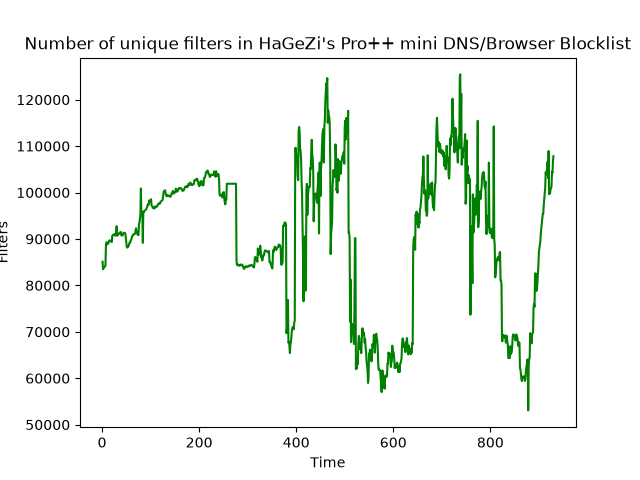 Number of unique filters in HaGeZi's Pro++ mini DNS/Browser Blocklist
120000
110000
100000
90000
80000
70000
60000
50000
Filters
0 200 400 600 800
Time